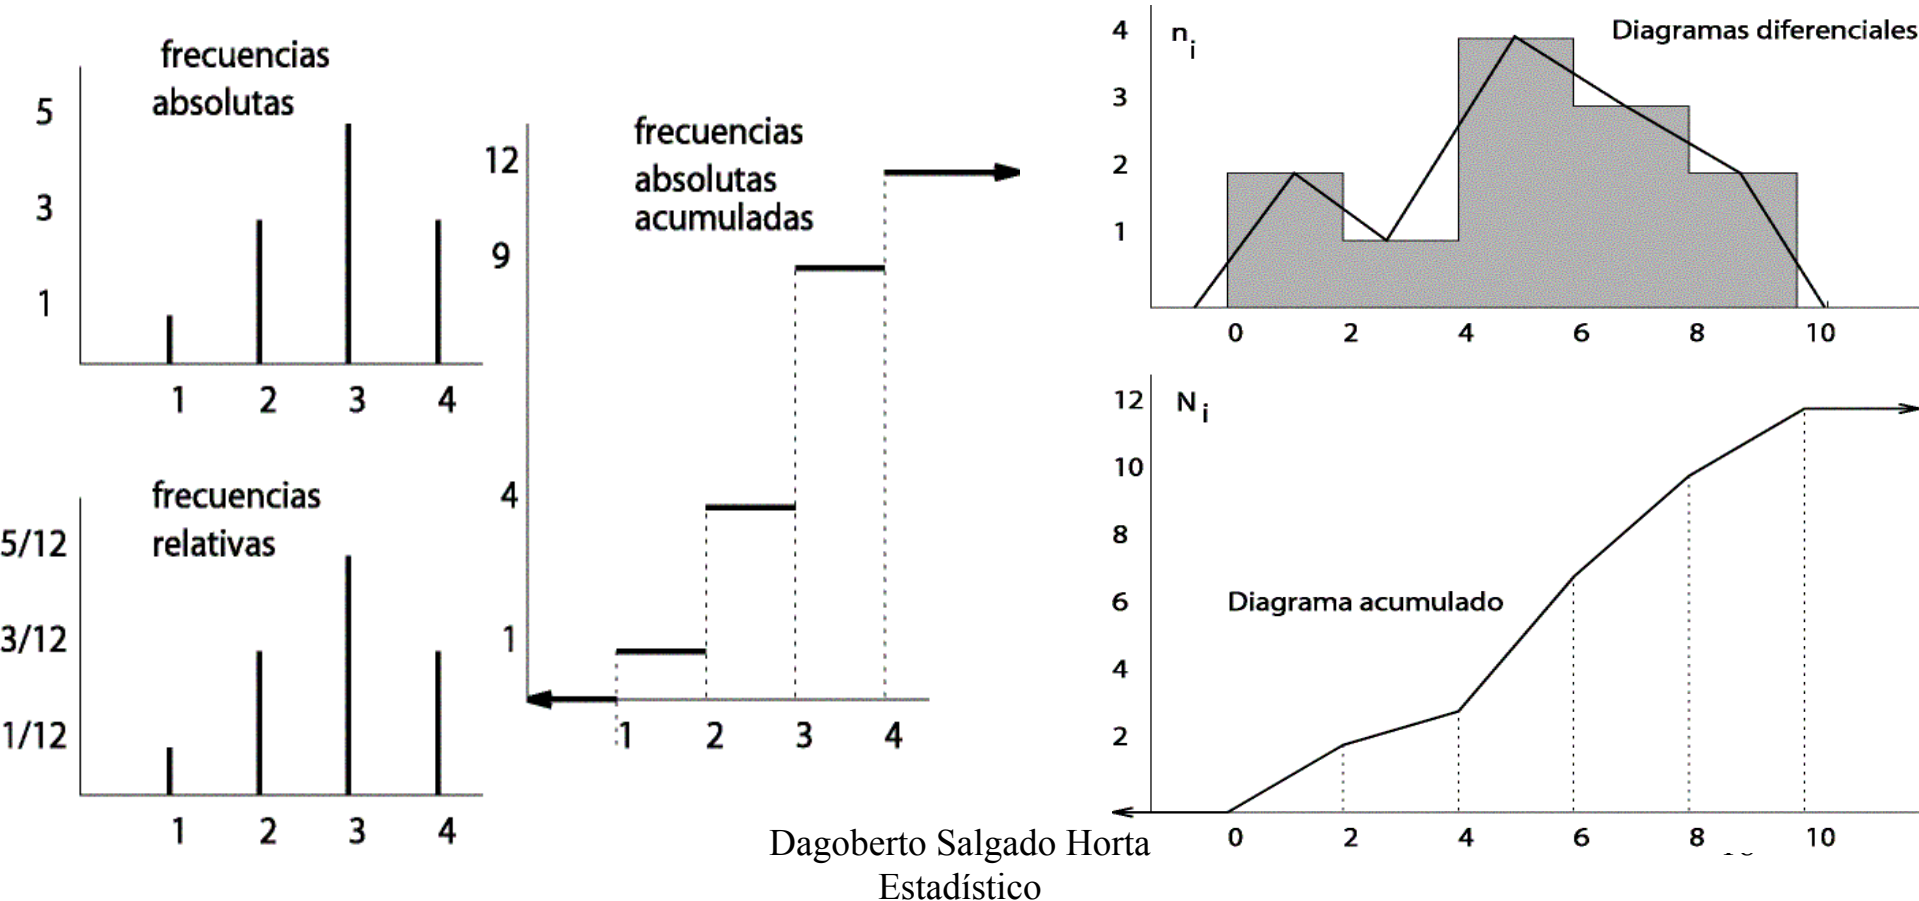 frecuencias
absolutas
5
3
1
1 2 3 4
frecuencias
relativas
5/12
3/12
1/12
1 2 3 4
frecuencias
absolutas
acumuladas
12
9
4
1
1 2 3 4
Diagramas diferenciales
n i
4
3
2
1
0 2 4 6 8 10
N i
12
10
8
6
4
2
Diagrama acumulado
0 2 4 6 8 10
Dagoberto Salgado Horta
Estadístico